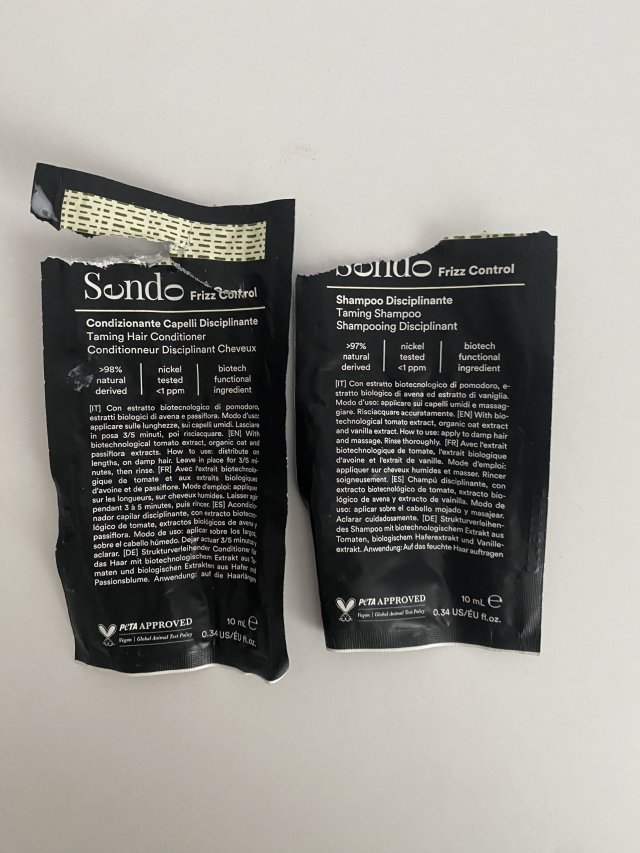 Sendo Frizz Control
Condizionante Capelli Disciplinante
Taming Hair Conditioner
Conditionneur Disciplinant Cheveux
>98% natural derived
nickel tested <1 ppm
biotech functional ingredient
[IT] Con estratto biotecnologico di pomodoro,
estratti biologici di avena e passiflora. Modo d'uso:
applicare sulle lunghezze, sui capelli umidi. Lasciare
in posa 3/5 minuti, poi risciacquare. [EN] With
biotechnological tomato extract, organic oat and
passiflora extracts. How to use: distribute on
lengths, on damp hair. Leave in place for 3/5 mi-
nutes, then rinse. [FR] Avec l'extrait biotechnolo-
gique de tomate et aux extraits biologiques
d'avoine et de passiflore. Mode d'emploi: applique
sur les longueurs, sur cheveux humides. Laisser agir
pendant 3 à 5 minutes, puis rincer. [ES] Acondicio-
nador capilar disciplinante, con extracto biotecno-
lógico de tomate, extractos biológicos de avena y
passiflora. Modo de uso: aplicar sobre los largos,
sobre el cabello húmedo. Dejar actuar 3/5 minutos y
aclarar. [DE] Strukturverleihender Conditioner für
das Haar mit biotechnologischem Extrakt aus To-
maten und biologischen Extrakten aus Hafer und
Passionsblume. Anwendung: auf die Haarlängen
PETA APPROVED
Vegan | Global Animal Test Policy
10 mL e
0.34 US/EU fl.oz.
Sendo Frizz Control
Shampoo Disciplinante
Taming Shampoo
Shampooing Disciplinant
>97% natural derived
nickel tested <1 ppm
biotech functional ingredient
[IT] Con estratto biotecnologico di pomodoro, e-
stratto biologico di avena ed estratto di vaniglia.
Modo d'uso: applicare sui capelli umidi e massag-
giare. Risciacquare accuratamente. [EN] With bio-
technological tomato extract, organic oat extract
and vanilla extract. How to use: apply to damp hair
and massage. Rinse thoroughly. [FR] Avec l'extrait
biotechnologique de tomate, l'extrait biologique
d'avoine et l'extrait de vanille. Mode d'emploi:
appliquer sur cheveux humides et masser. Rincer
soigneusement. [ES] Champú disciplinante, con
extracto biotecnológico de tomate, extracto bio-
lógico de avena y extracto de vainilla. Modo de
uso: aplicar sobre el cabello mojado y masajear.
Aclarar cuidadosamente. [DE] Strukturverleihen-
des Shampoo mit biotechnologischem Extrakt aus
Tomaten, biologischem Haferextrakt und Vanille-
extrakt. Anwendung: Auf das feuchte Haar auftragen
PETA APPROVED
Vegan | Global Animal Test Policy
10 mL e
0.34 US/EU fl.oz.